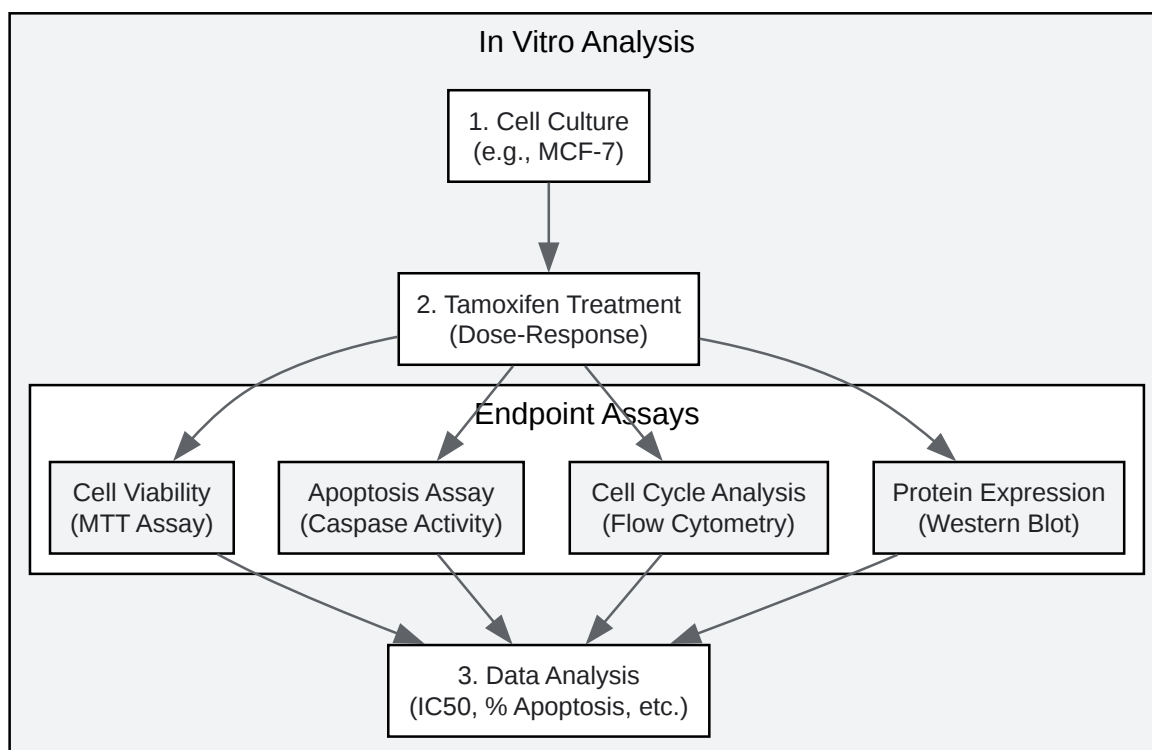 In Vitro Analysis
1. Cell Culture
(e.g., MCF-7)
2. Tamoxifen Treatment
(Dose-Response)
Endpoint Assays
Cell Viability
(MTT Assay)
Apoptosis Assay
(Caspase Activity)
Cell Cycle Analysis
(Flow Cytometry)
Protein Expression
(Western Blot)
3. Data Analysis
(IC50, % Apoptosis, etc.)